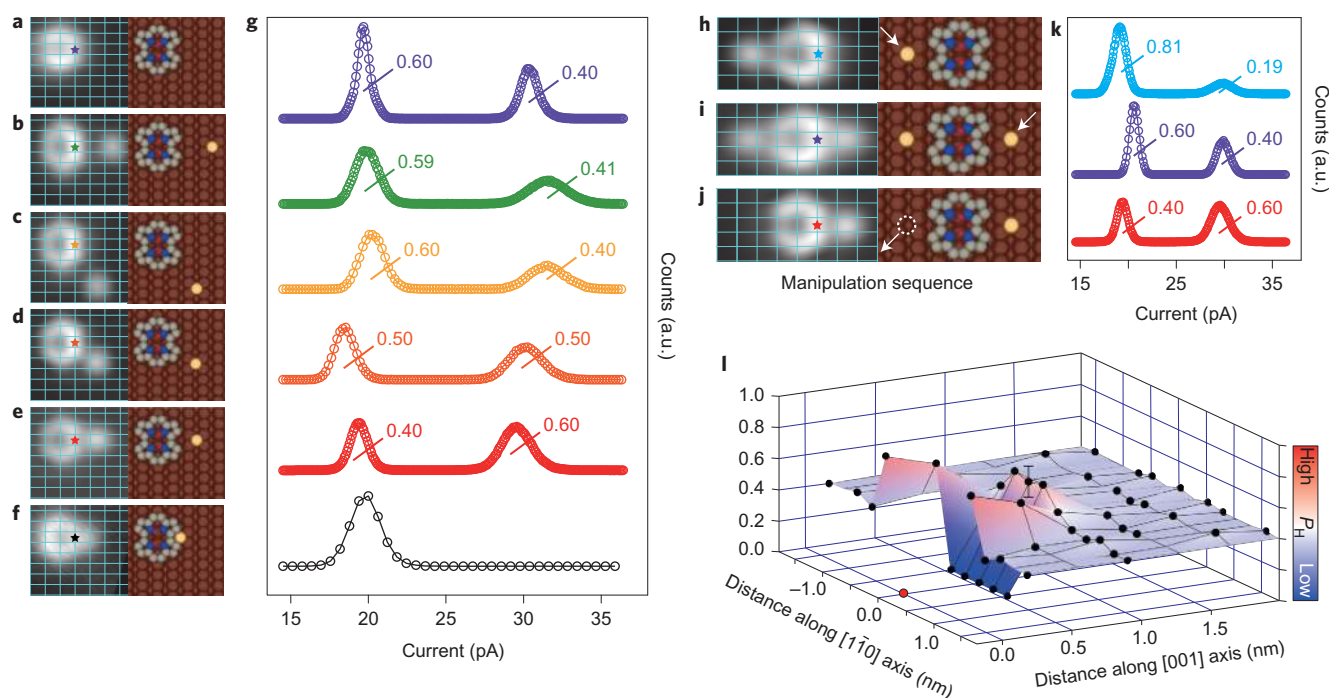 a
b
c
d
e
f
g
0.60
0.40
0.59
0.41
0.60
0.40
0.50
0.50
0.40
0.60
15 20 25 30 35
Current (pA)
Counts (a.u.)
h
i
j
Manipulation sequence
k
0.81
0.19
0.60
0.40
0.40
0.60
15 25 35
Current (pA)
Counts (a.u.)
l
1.0
0.8
0.6
0.4
0.2
0.0
−1.0
0.0
1.0
Distance along [11̄0] axis (nm)
0.0 0.5 1.0 1.5
Distance along [001] axis (nm)
High
PH
Low